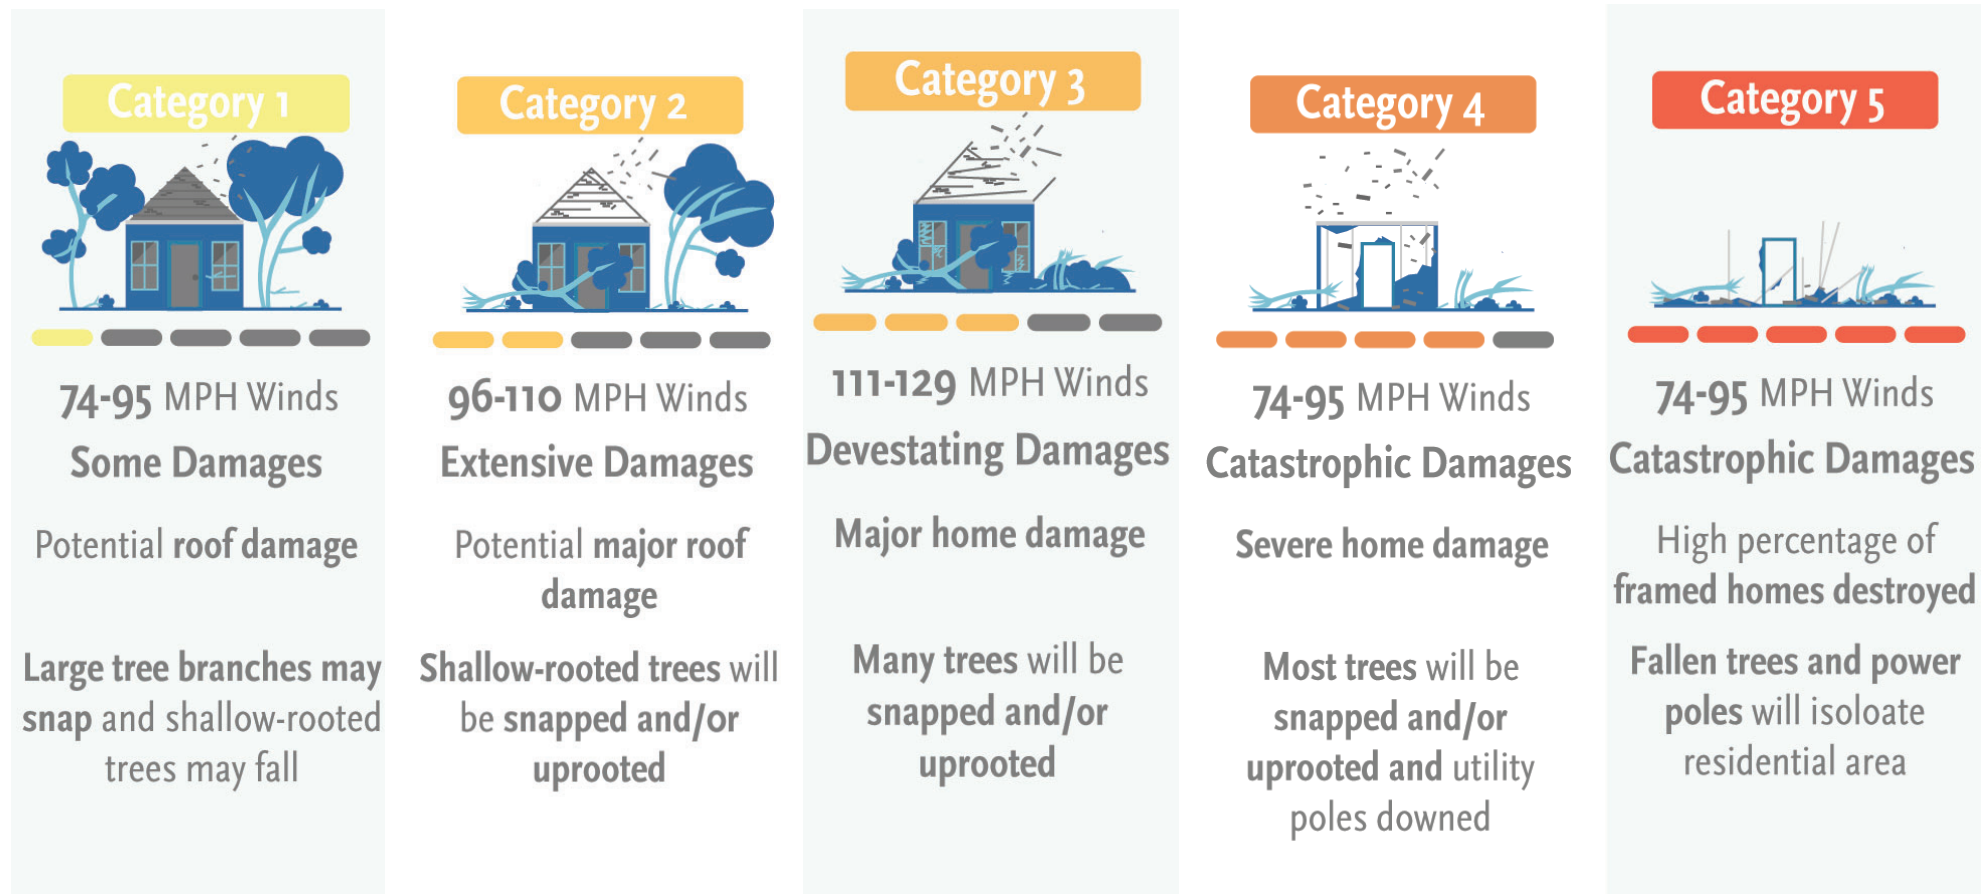 Category 1
74-95 MPH Winds
Some Damages
Potential roof damage
Large tree branches may
snap and shallow-rooted
trees may fall
Category 2
96-110 MPH Winds
Extensive Damages
Potential major roof
damage
Shallow-rooted trees will
be snapped and/or
uprooted
Category 3
111-129 MPH Winds
Devestating Damages
Major home damage
Many trees will be
snapped and/or
uprooted
Category 4
74-95 MPH Winds
Catastrophic Damages
Severe home damage
Most trees will be
snapped and/or
uprooted and utility
poles downed
Category 5
74-95 MPH Winds
Catastrophic Damages
High percentage of
framed homes destroyed
Fallen trees and power
poles will isoloate
residential area